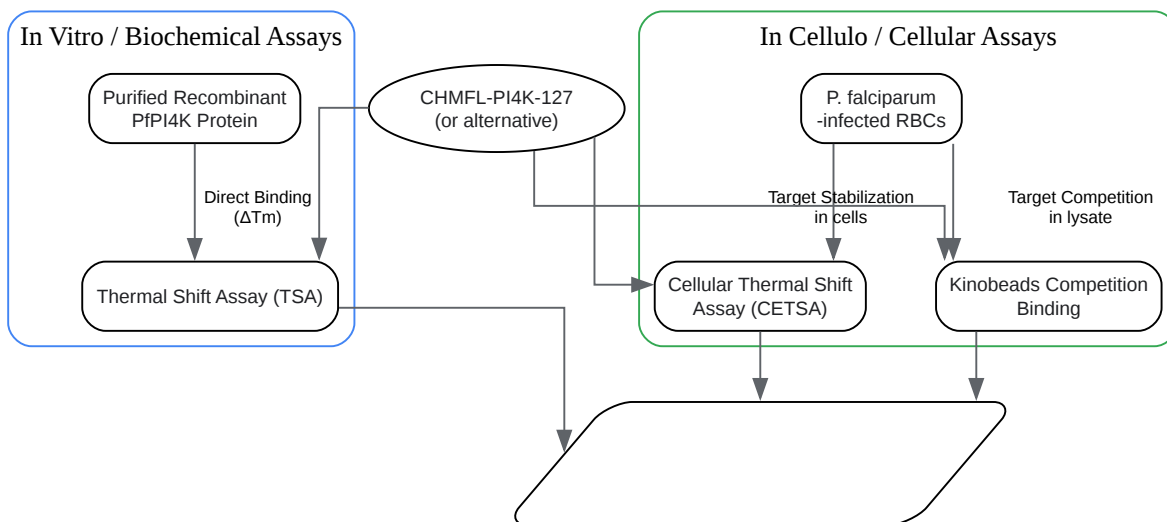 In Vitro / Biochemical Assays
In Cellulo / Cellular Assays
Purified Recombinant
PfPI4K Protein
CHMFL-PI4K-127
(or alternative)
P. falciparum
-infected RBCs
Direct Binding
(ΔTm)
Target Stabilization
in cells
Target Competition
in lysate
Thermal Shift Assay (TSA)
Cellular Thermal Shift
Assay (CETSA)
Kinobeads Competition
Binding